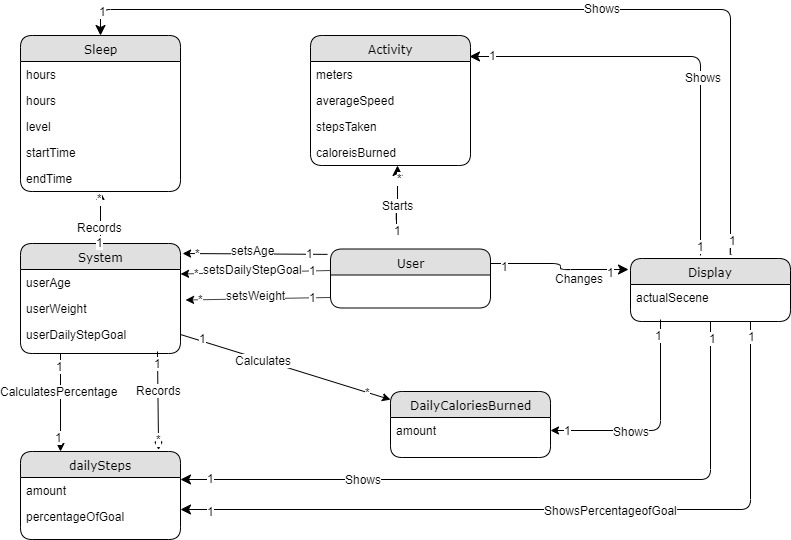 Shows
1
Sleep
hours
hours
level
startTime
endTime
Activity
meters
averageSpeed
stepsTaken
caloreisBurned
1
Shows
*
Records
1
*
Starts
1
1
1
System
userAge
userWeight
userDailyStepGoal
* setsAge 1
* setsDailyStepGoal 1
* setsWeight 1
User
1
Changes
1
Display
actualSecene
1
Calculates
*
1
CalculatesPercentage
1
1
Records
*
DailyCaloriesBurned
amount
1
1
1
1 Shows
dailySteps
amount
percentageOfGoal
1 Shows
1 ShowsPercentageofGoal